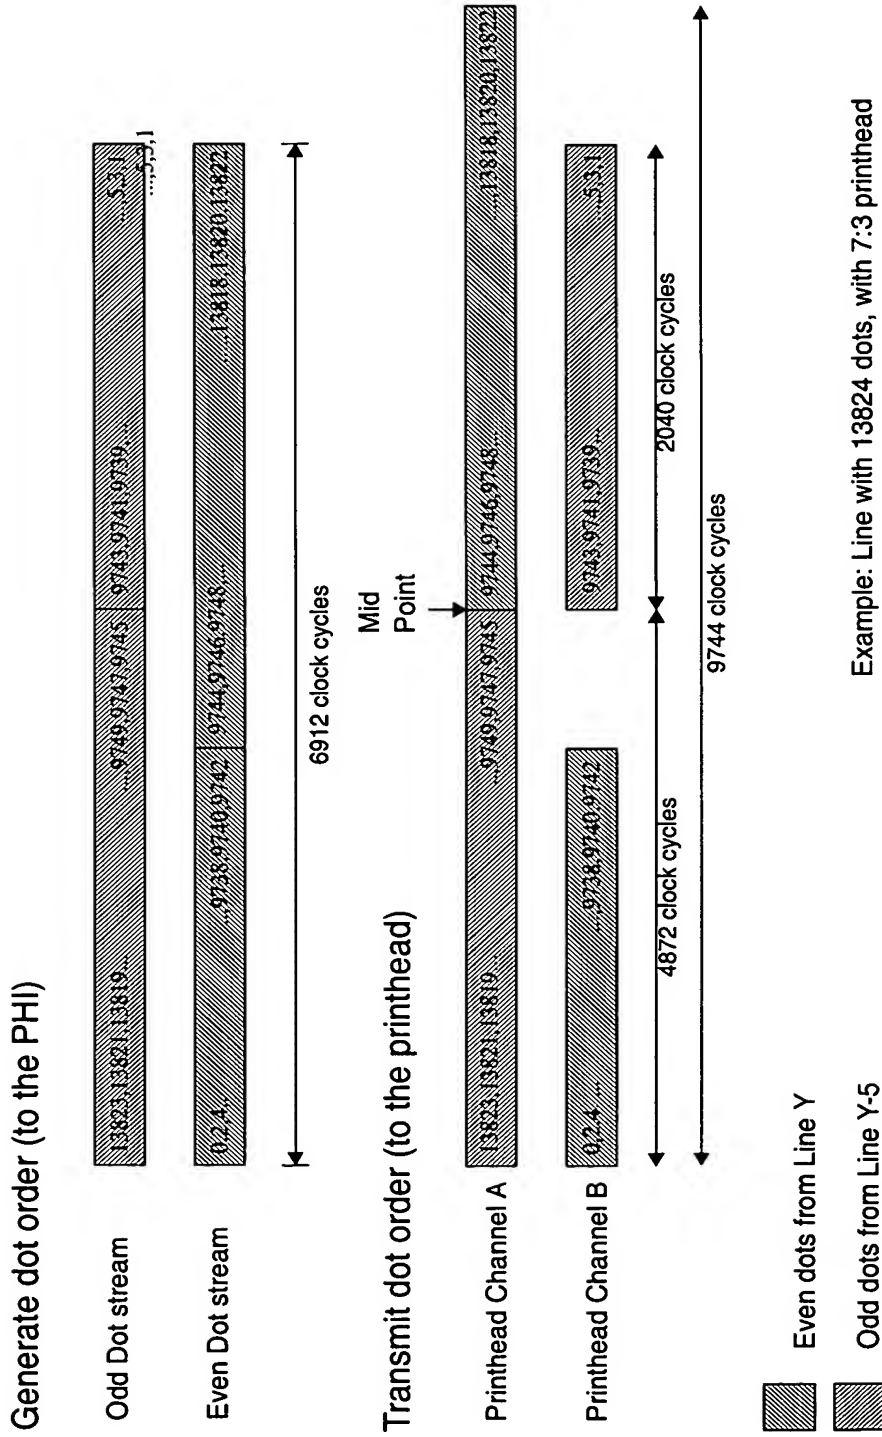 Generate dot order (to the PHI)
Odd Dot stream
13823,13821,13819... ...,9749,9747,9745 9743,9741,9739,... ...,5,3,1
...,5,3,1
Even Dot stream
0,2,4... ...9738,9740,9742 9744,9746,9748,... .....13818,13820,13822
6912 clock cycles
Transmit dot order (to the printhead)
Mid
Point
Printhead Channel A
13823,13821,13819... ...9749,9747,9745 9744,9746,9748... ...,13818,13820,13822
Printhead Channel B
0,2,4 ... ...,9738,9740,9742 9743,9741,9739... .....5,3,1
4872 clock cycles
2040 clock cycles
9744 clock cycles
Even dots from Line Y
Odd dots from Line Y-5
Example: Line with 13824 dots, with 7:3 printhead